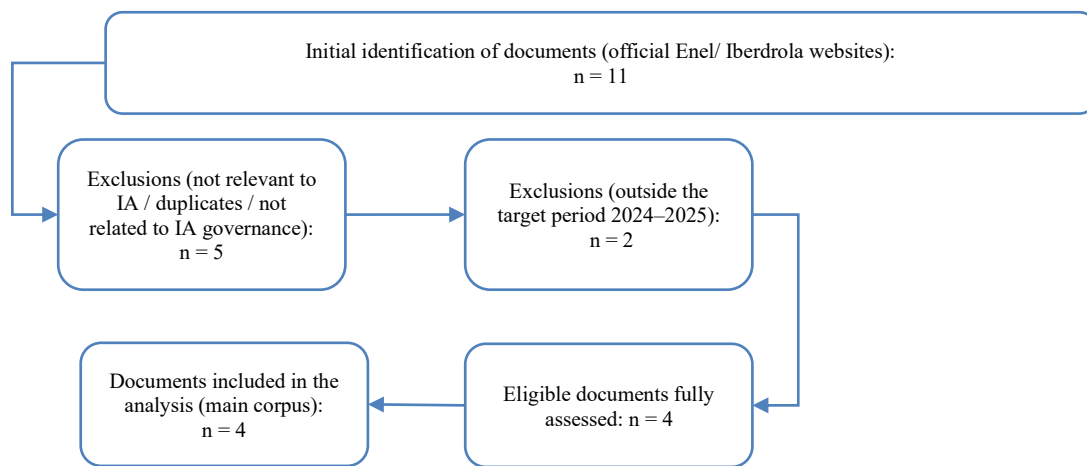 Initial identification of documents (official Enel/ Iberdrola websites):
n = 11
Exclusions (not relevant to
IA / duplicates / not
related to IA governance):
n = 5
Exclusions (outside the
target period 2024–2025):
n = 2
Documents included in the
analysis (main corpus):
n = 4
Eligible documents fully
assessed: n = 4